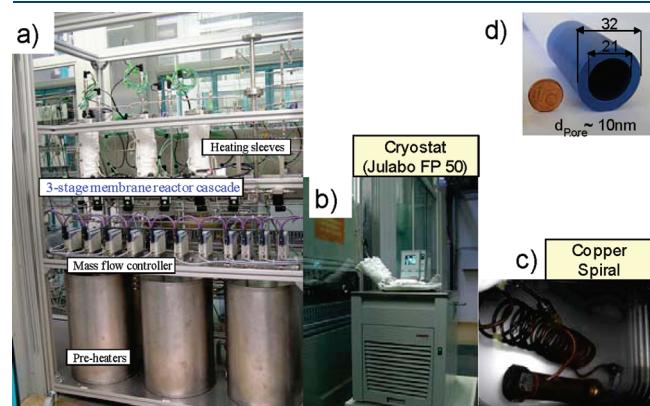 a)
Heating sleeves
3-stage membrane reactor cascade
Mass flow controller
Pre-heaters
b)
Cryostat
(Julabo FP 50)
c)
Copper
Spiral
d)
32
21
dPore ~ 10nm